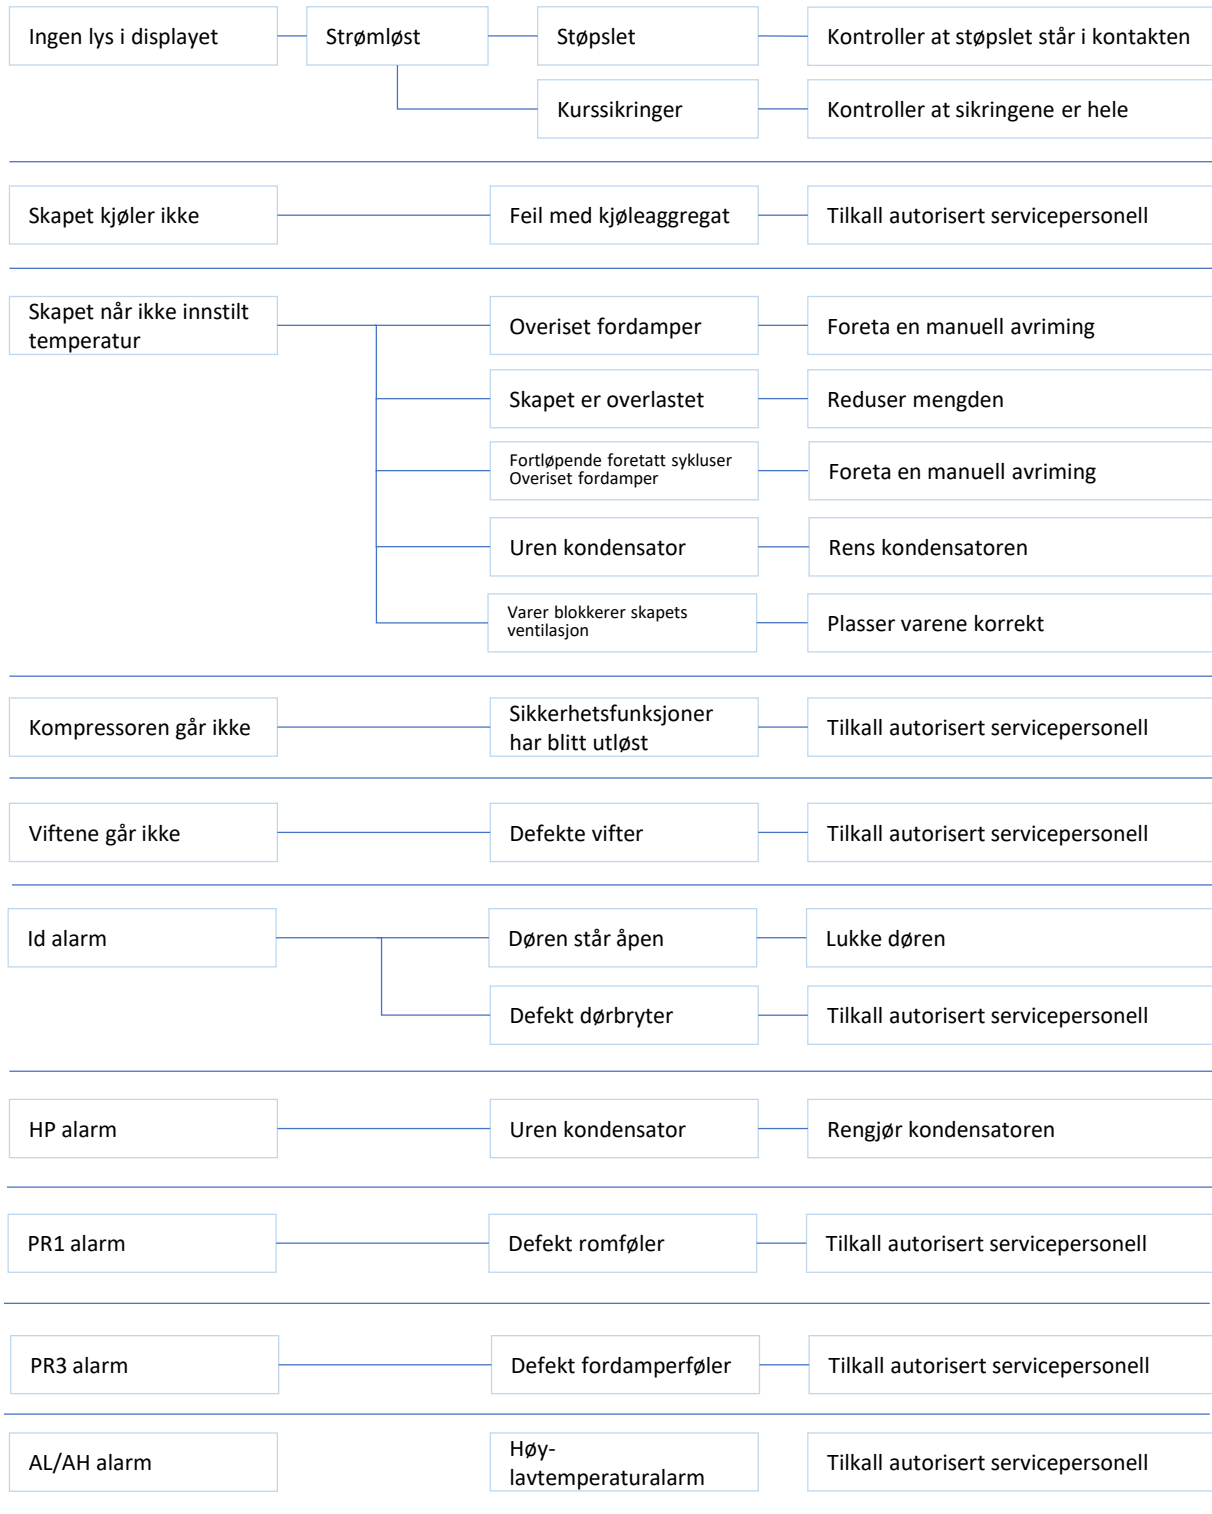 Ingen lys i displayet
Strømløst
Støpslet
Kontroller at støpslet står i kontakten
Kurssikringer
Kontroller at sikringene er hele
Skapet kjøler ikke
Feil med kjøleaggregat
Tilkall autorisert servicepersonell
Skapet når ikke innstilt
temperatur
Overiset fordamper
Foreta en manuell avriming
Skapet er overlastet
Reduser mengden
Fortløpende foretatt sykluser
Overiset fordamper
Foreta en manuell avriming
Uren kondensator
Rens kondensatoren
Varer blokkerer skapets
ventilasjon
Plasser varene korrekt
Kompressoren går ikke
Sikkerhetsfunksjoner
har blitt utløst
Tilkall autorisert servicepersonell
Viftene går ikke
Defekte vifter
Tilkall autorisert servicepersonell
Id alarm
Døren står åpen
Lukke døren
Defekt dørbryter
Tilkall autorisert servicepersonell
HP alarm
Uren kondensator
Rengjør kondensatoren
PR1 alarm
Defekt romføler
Tilkall autorisert servicepersonell
PR3 alarm
Defekt fordamperføler
Tilkall autorisert servicepersonell
AL/AH alarm
Høy-
lavtemperaturalarm
Tilkall autorisert servicepersonell